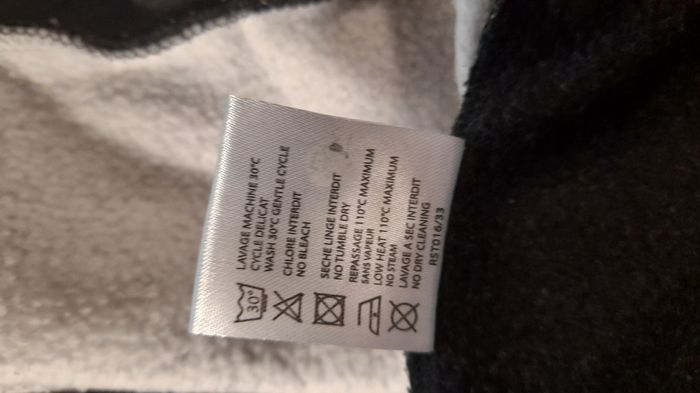 LAVAGE MACHINE 30°C
CYCLE DELICAT
WASH 30°C GENTLE CYCLE
CHLORE INTERDIT
NO BLEACH
SECHE LINGE INTERDIT
NO TUMBLE DRY
REPASSAGE 110°C MAXIMUM
SANS VAPEUR
LOW HEAT 110°C MAXIMUM
NO STEAM
LAVAGE A SEC INTERDIT
NO DRY CLEANING
RST016/33
30°